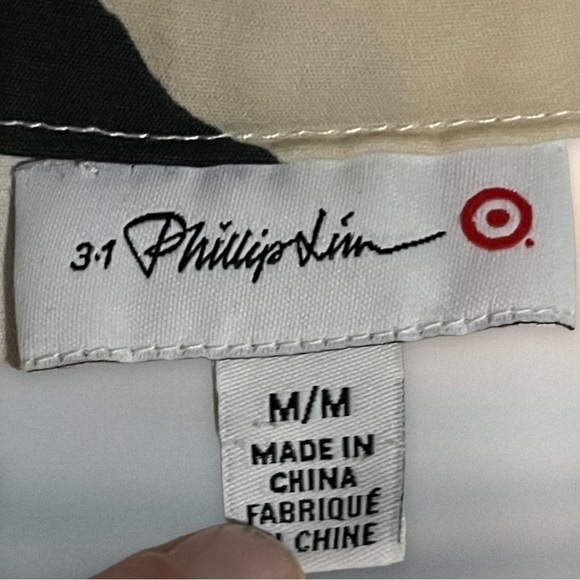 3.1 Phillip Lim
M/M
MADE IN
CHINA
FABRIQUÉ
CHINE